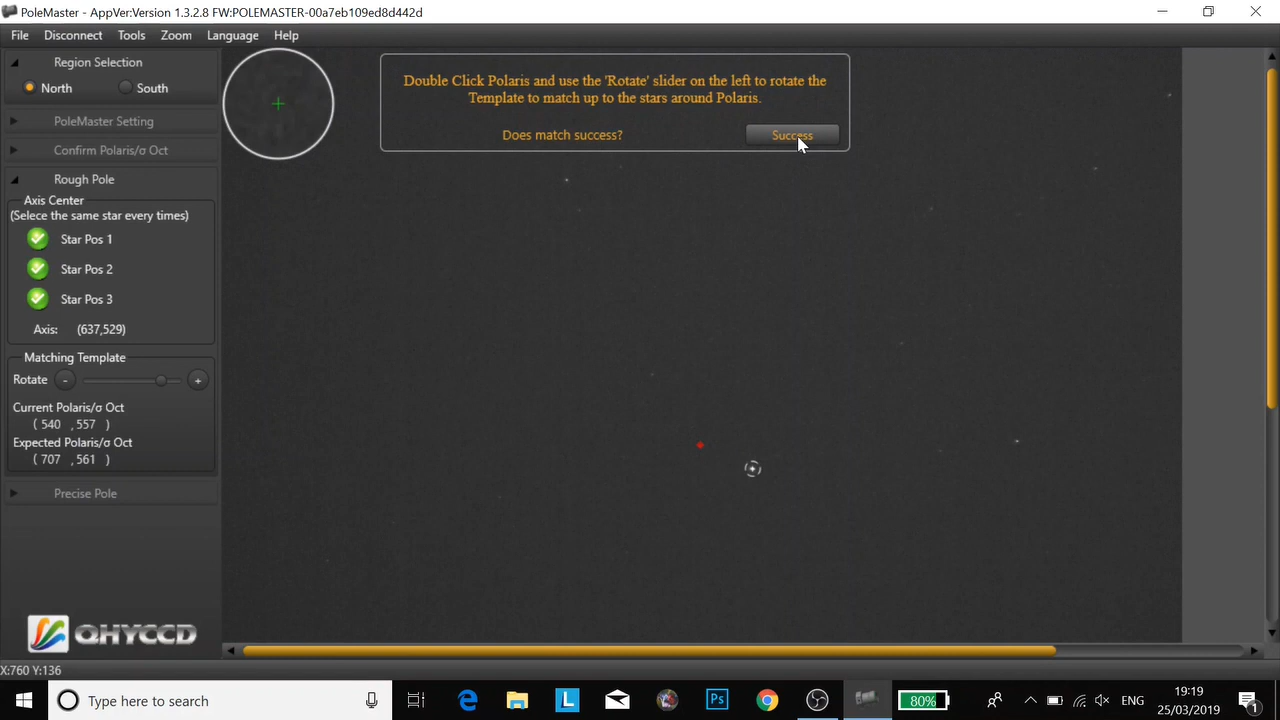 PoleMaster - AppVer:Version 1.3.2.8 FW:POLEMASTER-00a7eb109ed8d442d
File Disconnect Tools Zoom Language Help
Region Selection
North South
PoleMaster Setting
Confirm Polaris/σ Oct
Rough Pole
Axis Center
(Selece the same star every times)
Star Pos 1
Star Pos 2
Star Pos 3
Axis: (637,529)
Matching Template
Rotate - +
Current Polaris/σ Oct
( 540 ,557 )
Expected Polaris/σ Oct
( 707 ,561 )
Precise Pole
QHYCCD
Double Click Polaris and use the 'Rotate' slider on the left to rotate the
Template to match up to the stars around Polaris.
Does match success? Success
X:760 Y:136
Type here to search
L
Ps
80%
ENG
19:19
25/03/2019
1